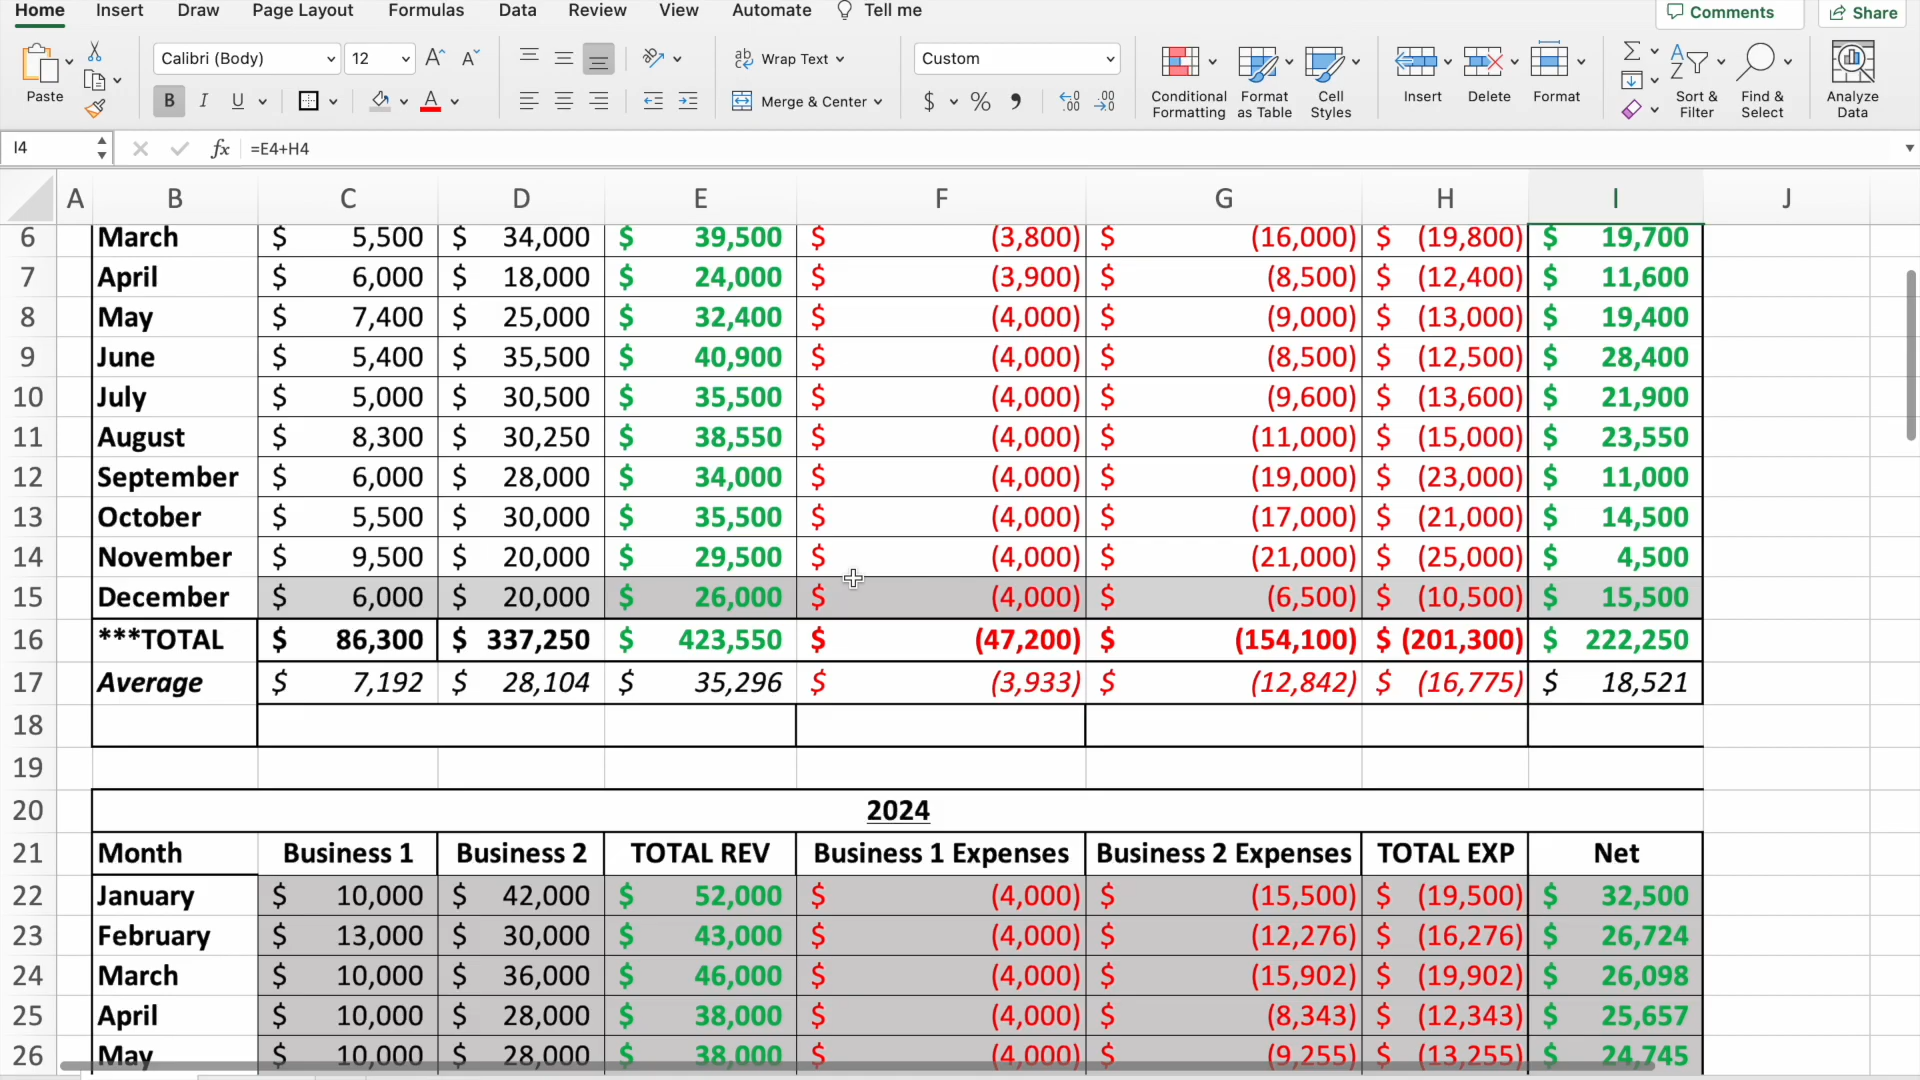 Home Insert Draw Page Layout Formulas Data Review View Automate Tell me Comments Share
Paste Calibri (Body) 12 A^ A˅ ab Wrap Text Custom Conditional Formatting Format as Table Cell Styles Insert Delete Format Sort & Filter Find & Select Analyze Data
B I U A Merge & Center $ % 9 .00 .00
I4 fx =E4+H4
A B C D E F G H I J
6 March $ 5,500 $ 34,000 $ 39,500 $ (3,800) $ (16,000) $ (19,800) $ 19,700
7 April $ 6,000 $ 18,000 $ 24,000 $ (3,900) $ (8,500) $ (12,400) $ 11,600
8 May $ 7,400 $ 25,000 $ 32,400 $ (4,000) $ (9,000) $ (13,000) $ 19,400
9 June $ 5,400 $ 35,500 $ 40,900 $ (4,000) $ (8,500) $ (12,500) $ 28,400
10 July $ 5,000 $ 30,500 $ 35,500 $ (4,000) $ (9,600) $ (13,600) $ 21,900
11 August $ 8,300 $ 30,250 $ 38,550 $ (4,000) $ (11,000) $ (15,000) $ 23,550
12 September $ 6,000 $ 28,000 $ 34,000 $ (4,000) $ (19,000) $ (23,000) $ 11,000
13 October $ 5,500 $ 30,000 $ 35,500 $ (4,000) $ (17,000) $ (21,000) $ 14,500
14 November $ 9,500 $ 20,000 $ 29,500 $ (4,000) $ (21,000) $ (25,000) $ 4,500
15 December $ 6,000 $ 20,000 $ 26,000 $ (4,000) $ (6,500) $ (10,500) $ 15,500
16 ***TOTAL $ 86,300 $ 337,250 $ 423,550 $ (47,200) $ (154,100) $ (201,300) $ 222,250
17 Average $ 7,192 $ 28,104 $ 35,296 $ (3,933) $ (12,842) $ (16,775) $ 18,521
18
19
20 2024
21 Month Business 1 Business 2 TOTAL REV Business 1 Expenses Business 2 Expenses TOTAL EXP Net
22 January $ 10,000 $ 42,000 $ 52,000 $ (4,000) $ (15,500) $ (19,500) $ 32,500
23 February $ 13,000 $ 30,000 $ 43,000 $ (4,000) $ (12,276) $ (16,276) $ 26,724
24 March $ 10,000 $ 36,000 $ 46,000 $ (4,000) $ (15,902) $ (19,902) $ 26,098
25 April $ 10,000 $ 28,000 $ 38,000 $ (4,000) $ (8,343) $ (12,343) $ 25,657
26 May $ 10,000 $ 28,000 $ 38,000 $ (4,000) $ (9,255) $ (13,255) $ 24,745